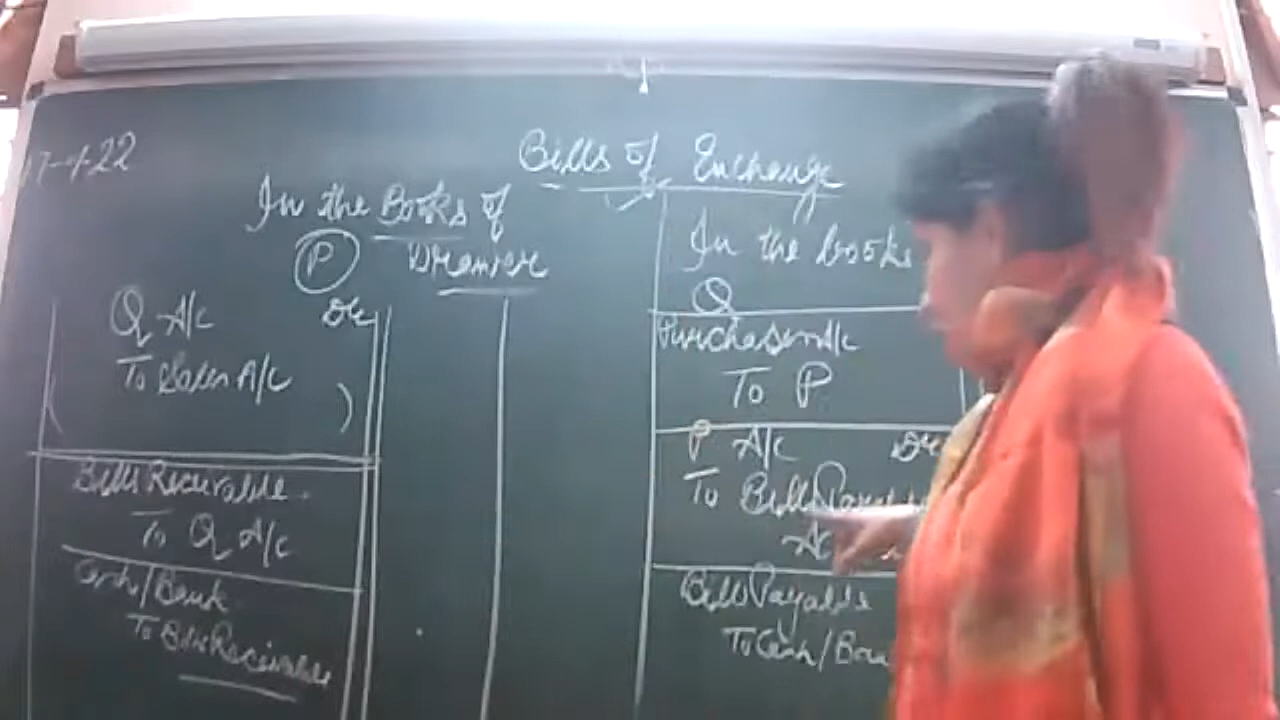 Bills of Exchange
In the Books of
P Drawer
Q A/c Dr
To Sales A/c
( )
Bills Receivable
To Q A/c
Cash/Bank
To Bills Receivable
In the books
Q
Purchases A/c
To P
P A/c Dr
To Bills Payable
A/c
Bills Payable
To Cash/Ban